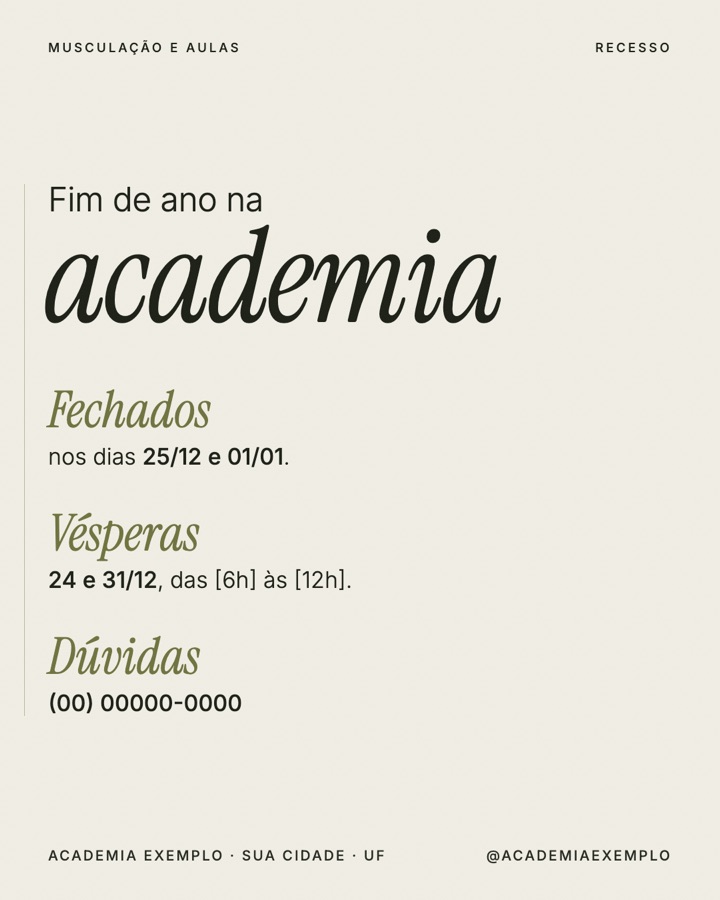 MUSCULAÇÃO E AULAS
RECESSO
Fim de ano na
academia
Fechados
nos dias 25/12 e 01/01.
Vésperas
24 e 31/12, das [6h] às [12h].
Dúvidas
(00) 00000-0000
ACADEMIA EXEMPLO · SUA CIDADE · UF
@ACADEMIAEXEMPLO